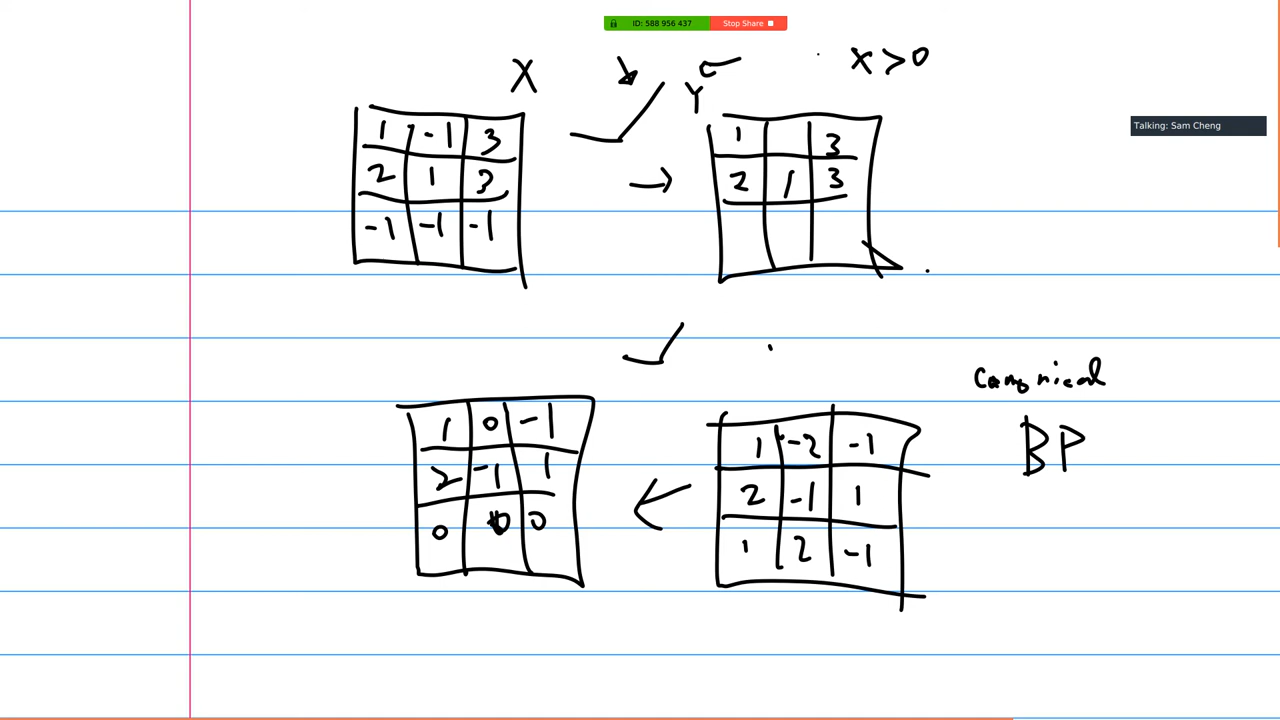 ID: 588 956 437 Stop Share
X Y x > 0
Talking: Sam Cheng
1 -1 3
2 1 3
-1 -1 -1
1 3
2 1 3
Canonical
BP
1 0 -1
2 -1 1
0 0 0
1 -2 -1
2 -1 1
1 2 -1